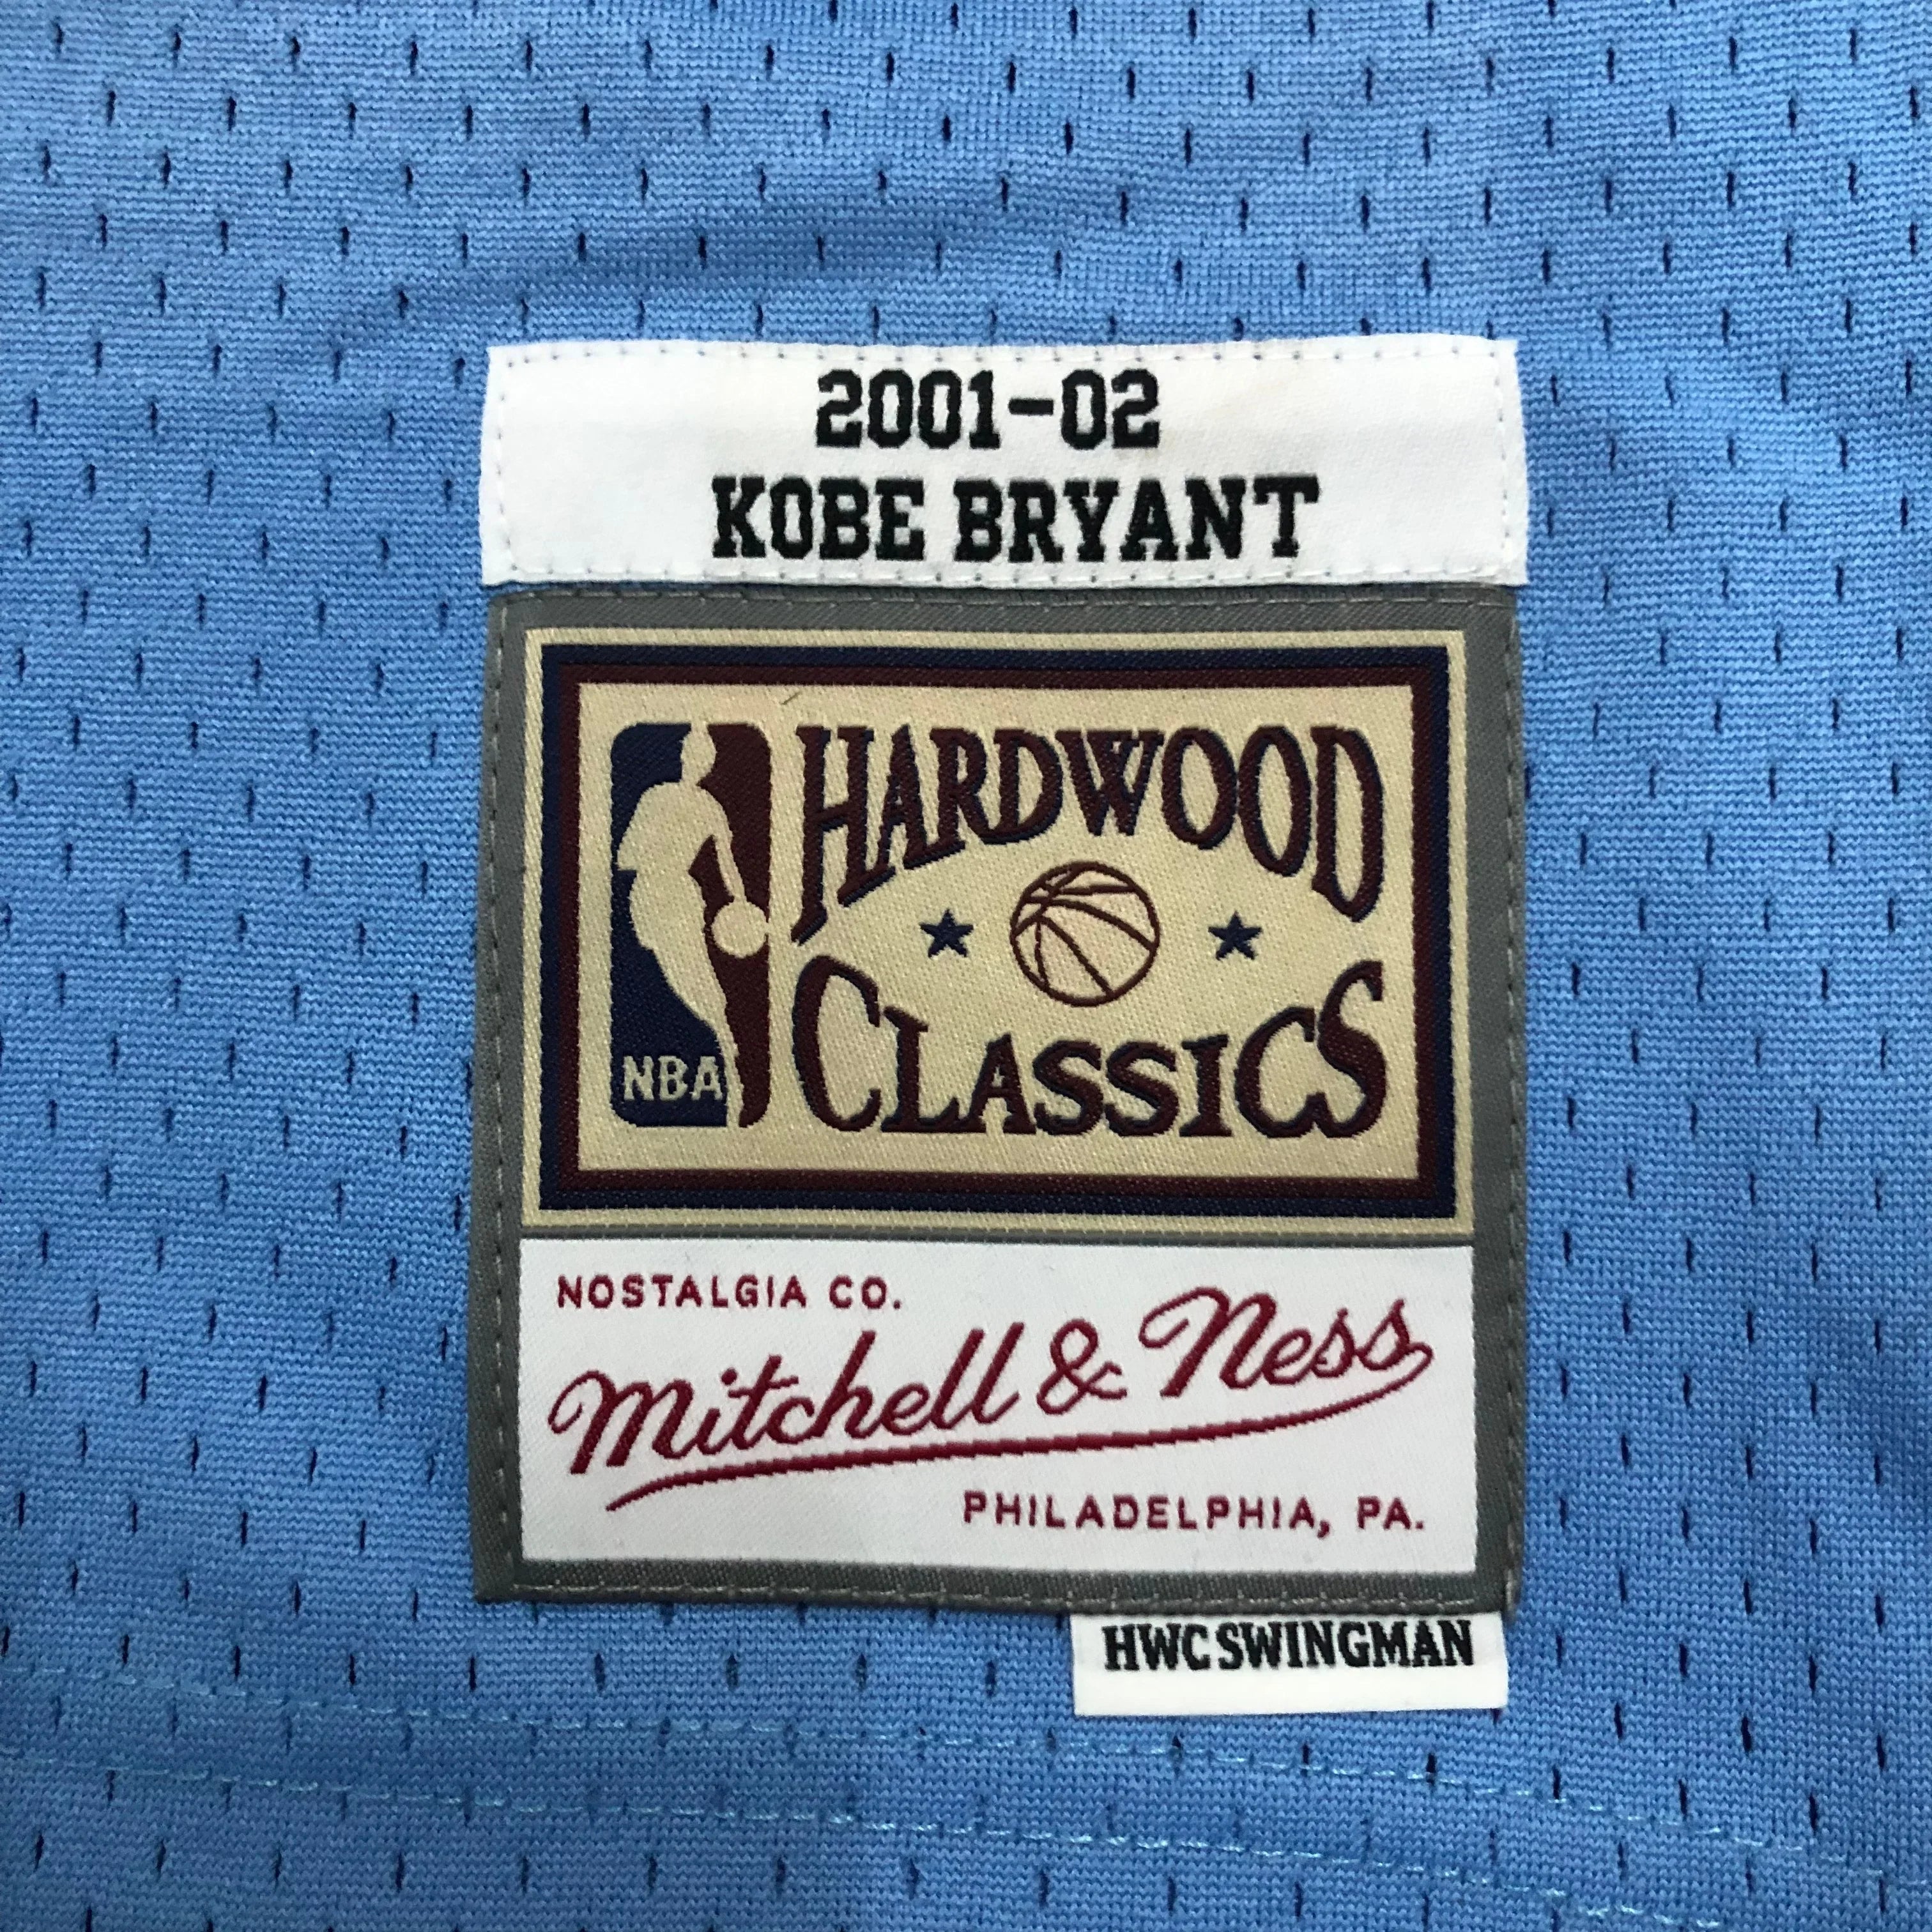 2001-02
KOBE BRYANT
HARDWOOD
CLASSICS
NBA
NOSTALGIA CO.
Mitchell & Ness
PHILADELPHIA, PA.
HWC SWINGMAN